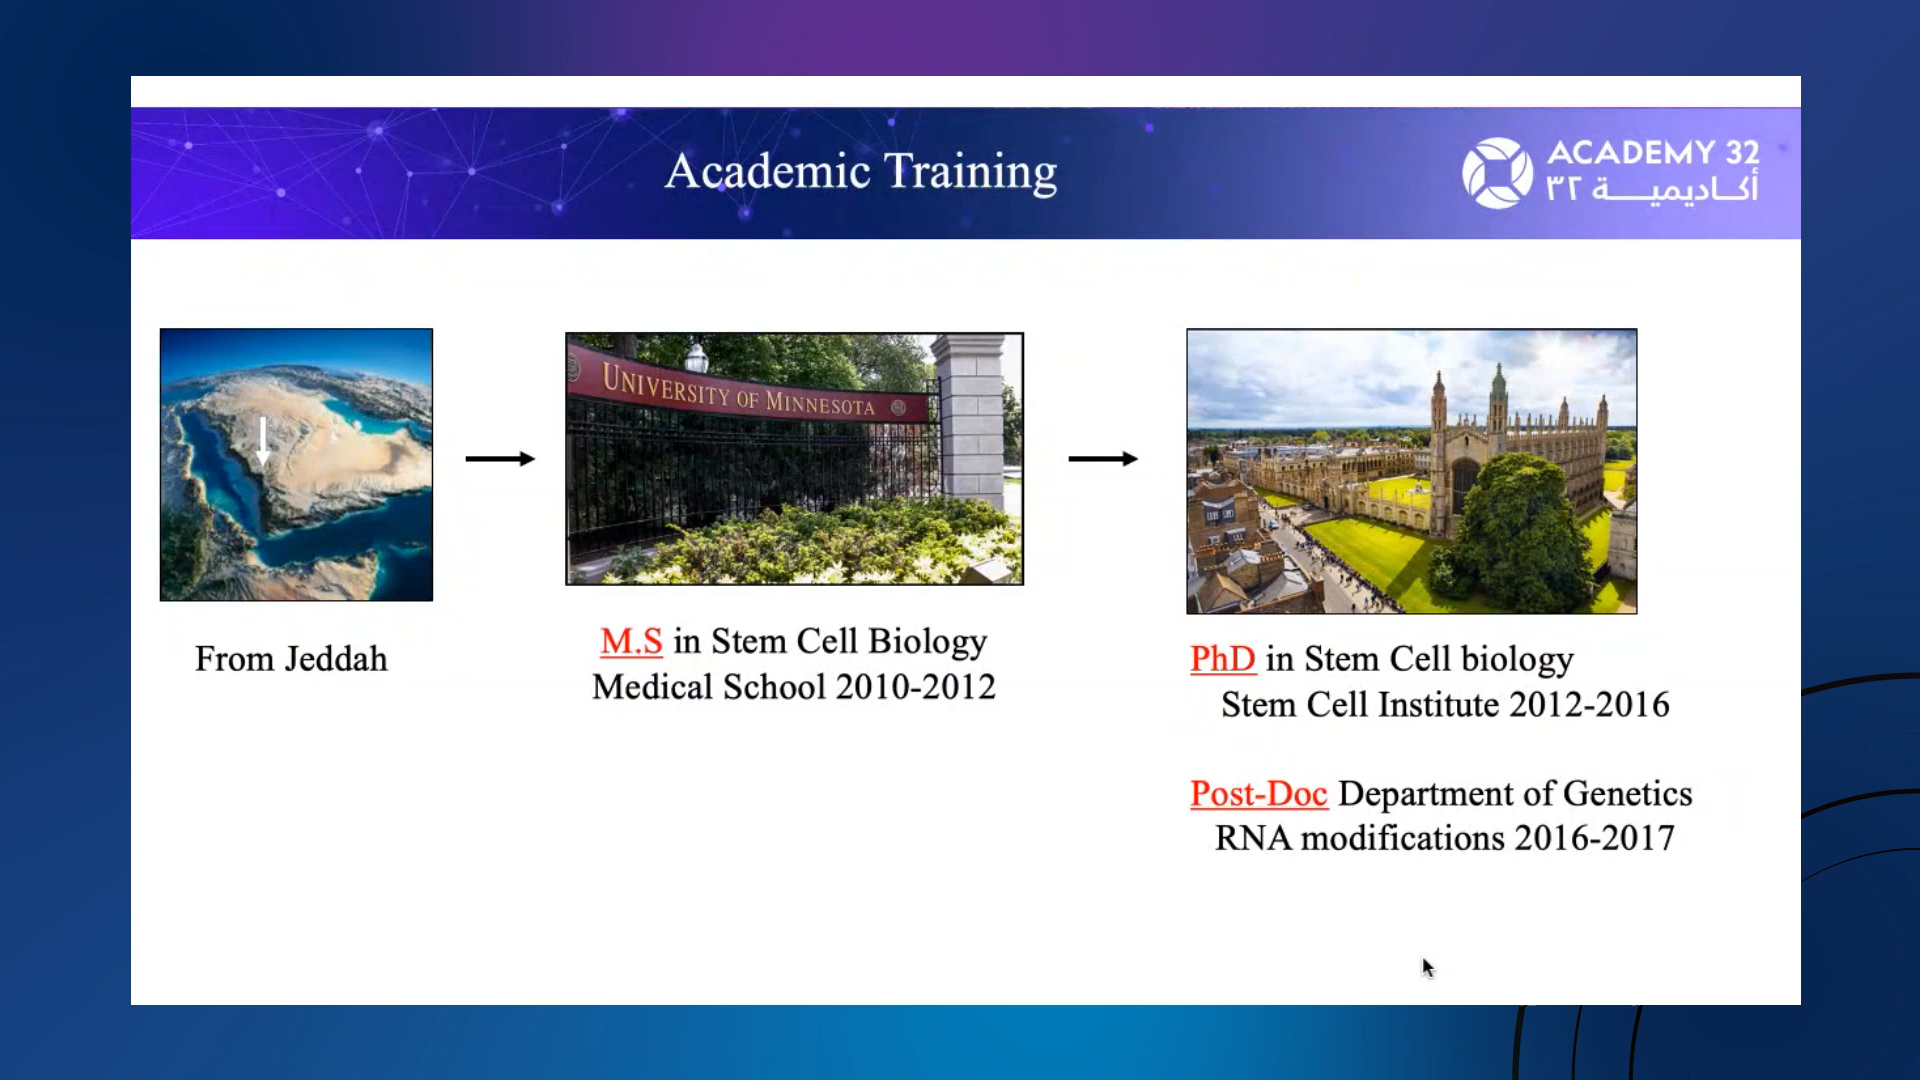 Academic Training
ACADEMY 32
أكاديمية ٣٢
UNIVERSITY OF MINNESOTA
From Jeddah
M.S in Stem Cell Biology
Medical School 2010-2012
PhD in Stem Cell biology
Stem Cell Institute 2012-2016
Post-Doc Department of Genetics
RNA modifications 2016-2017